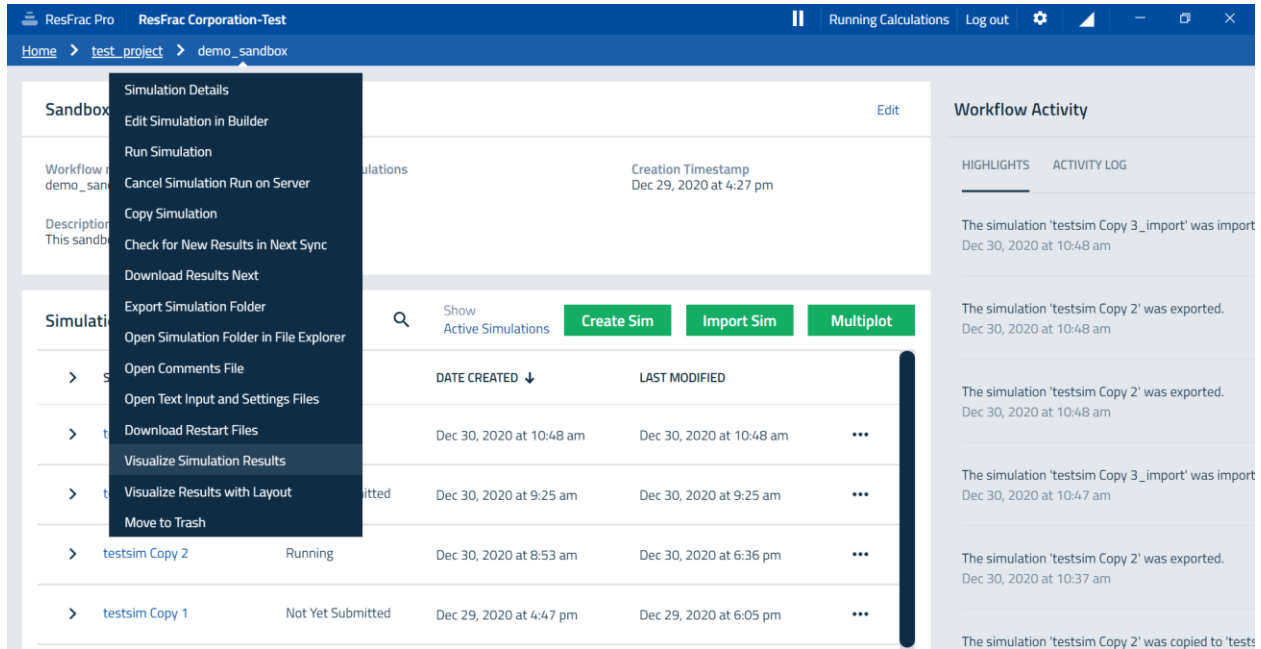 ResFrac Pro ResFrac Corporation-Test Running Calculations Log out
Home > test_project > demo_sandbox
Simulation Details
Edit Simulation in Builder
Run Simulation
Cancel Simulation Run on Server
Copy Simulation
Check for New Results in Next Sync
Download Results Next
Export Simulation Folder
Open Simulation Folder in File Explorer
Open Comments File
Open Text Input and Settings Files
Download Restart Files
Visualize Simulation Results
Visualize Results with Layout
Move to Trash
Sandbox Edit
Workflow
demo_san
Creation Timestamp
Dec 29, 2020 at 4:27 pm
Description
This sandb
Show
Active Simulations
Create Sim Import Sim Multiplot
DATE CREATED ↓ LAST MODIFIED
Dec 30, 2020 at 10:48 am Dec 30, 2020 at 10:48 am •••
Dec 30, 2020 at 9:25 am Dec 30, 2020 at 9:25 am •••
testsim Copy 2 Running Dec 30, 2020 at 8:53 am Dec 30, 2020 at 6:36 pm •••
testsim Copy 1 Not Yet Submitted Dec 29, 2020 at 4:47 pm Dec 29, 2020 at 6:05 pm •••
Workflow Activity
HIGHLIGHTS ACTIVITY LOG
The simulation 'testsim Copy 3_import' was import
Dec 30, 2020 at 10:48 am
The simulation 'testsim Copy 2' was exported.
Dec 30, 2020 at 10:48 am
The simulation 'testsim Copy 2' was exported.
Dec 30, 2020 at 10:48 am
The simulation 'testsim Copy 3_import' was import
Dec 30, 2020 at 10:47 am
The simulation 'testsim Copy 2' was exported.
Dec 30, 2020 at 10:37 am
The simulation 'testsim Copy 2' was copied to 'tests